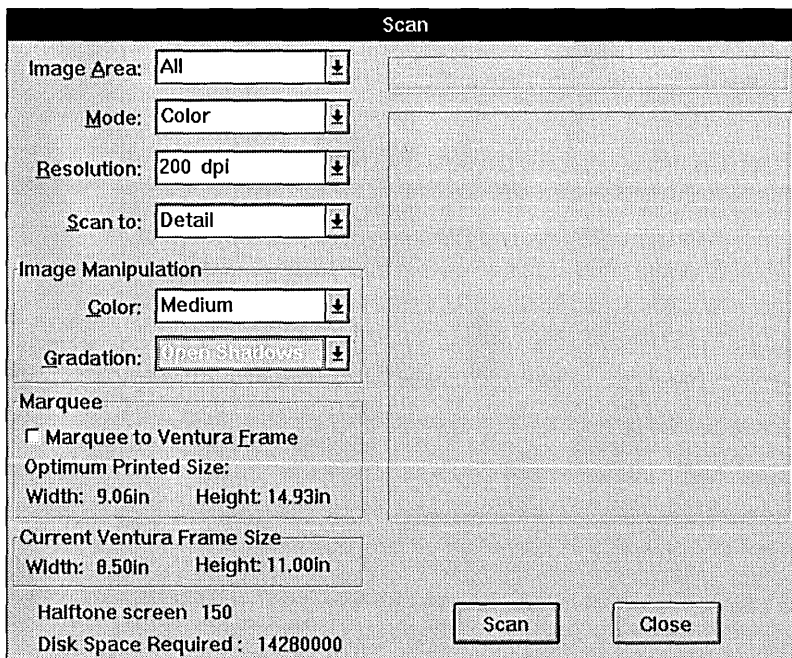 Scan
Image Area: All
Mode: Color
Resolution: 200 dpi
Scan to: Detail
Image Manipulation
Color: Medium
Gradation: Open Shadows
Marquee
Marquee to Ventura Frame
Optimum Printed Size:
Width: 9.06in Height: 14.93in
Current Ventura Frame Size
Width: 8.50in Height: 11.00in
Halftone screen 150
Disk Space Required : 14280000
Scan Close